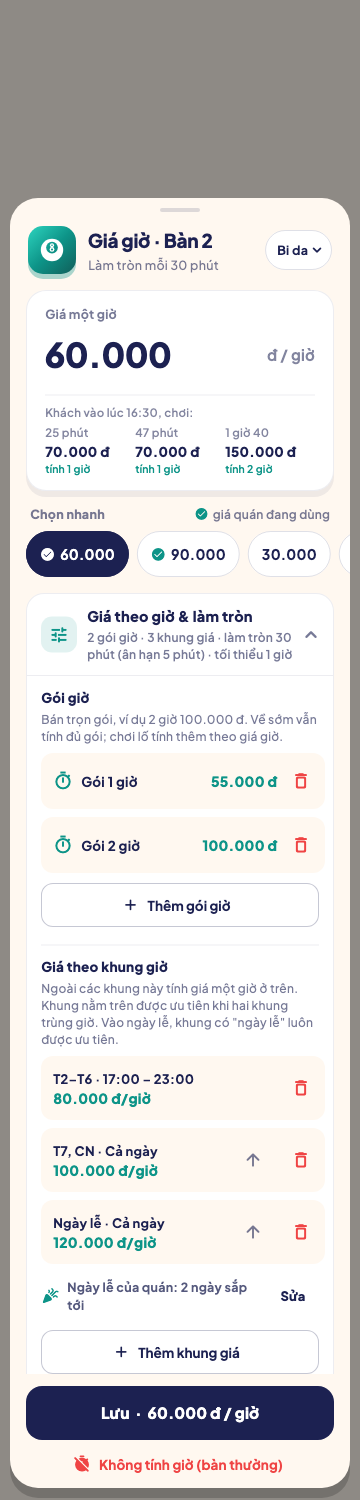 8
Giá giờ · Bàn 2
Làm tròn mỗi 30 phút
Bi da
Giá một giờ
60.000
đ / giờ
Khách vào lúc 16:30, chơi:
25 phút
47 phút
1 giờ 40
70.000 đ
70.000 đ
150.000 đ
tính 1 giờ
tính 1 giờ
tính 2 giờ
Chọn nhanh
giá quán đang dùng
60.000
90.000
30.000
Giá theo giờ & làm tròn
2 gói giờ · 3 khung giá · làm tròn 30
phút (ân hạn 5 phút) · tối thiểu 1 giờ
Gói giờ
Bán trọn gói, ví dụ 2 giờ 100.000 đ. Về sớm vẫn
tính đủ gói; chơi lố tính thêm theo giá giờ.
Gói 1 giờ
55.000 đ
Gói 2 giờ
100.000 đ
Thêm gói giờ
Giá theo khung giờ
Ngoài các khung này tính giá một giờ ở trên.
Khung nằm trên được ưu tiên khi hai khung
trùng giờ. Vào ngày lễ, khung có "ngày lễ" luôn
được ưu tiên.
T2–T6 · 17:00 – 23:00
80.000 đ/giờ
T7, CN · Cả ngày
100.000 đ/giờ
Ngày lễ · Cả ngày
120.000 đ/giờ
Ngày lễ của quán: 2 ngày sắp
tới
Sửa
Thêm khung giá
Lưu · 60.000 đ / giờ
Không tính giờ (bàn thường)